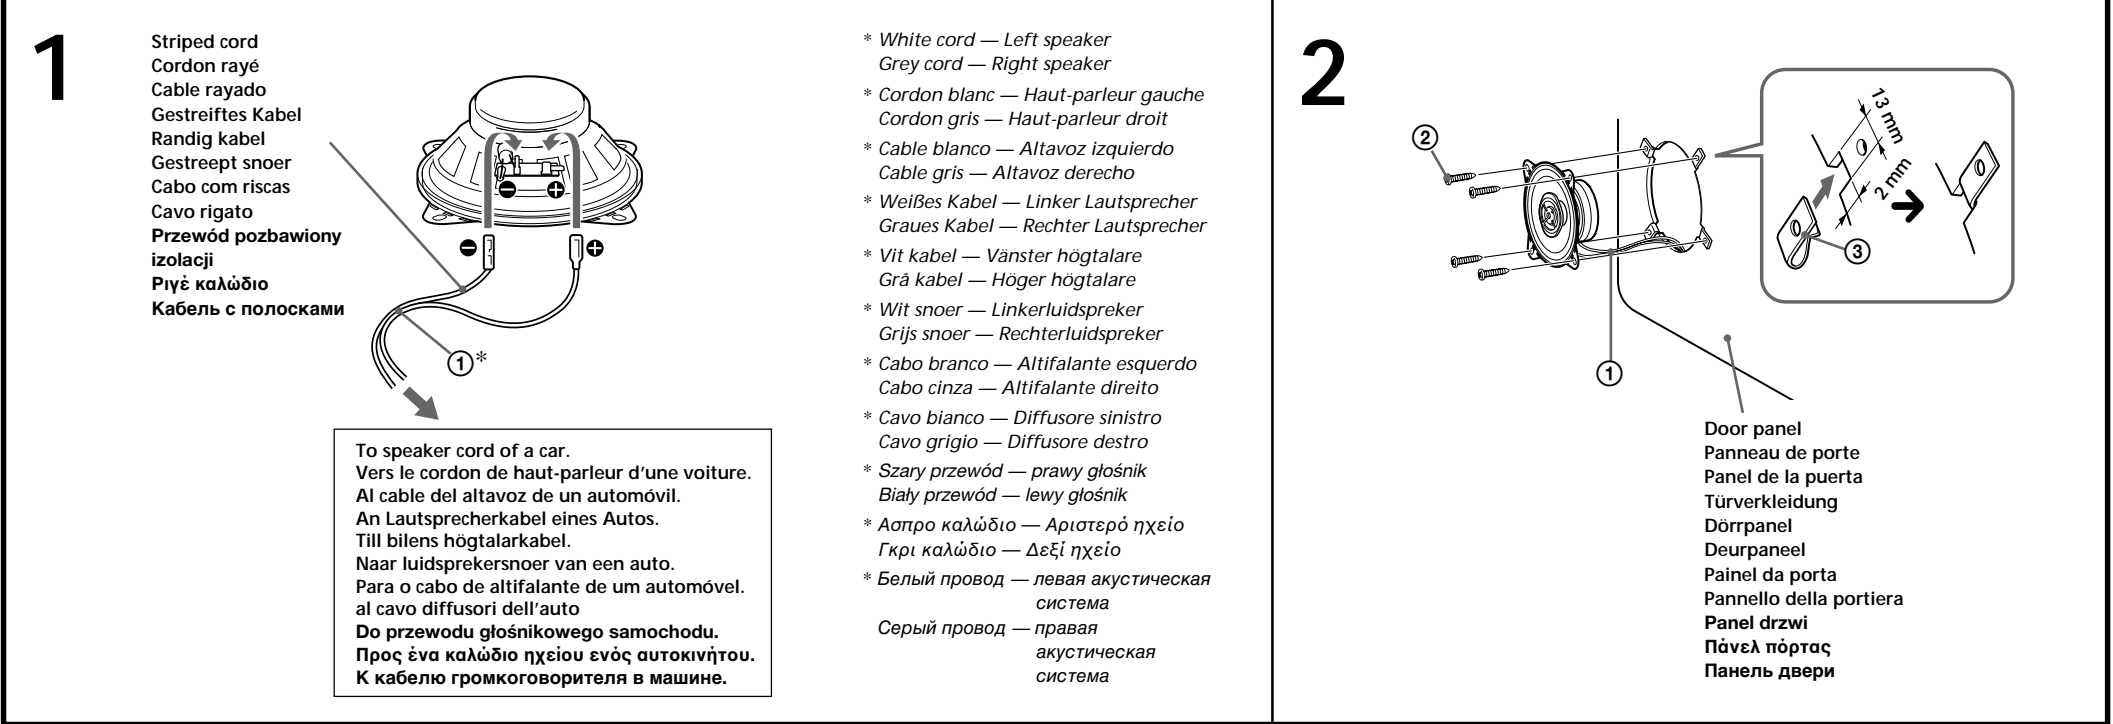 1
Striped cord
Cordon rayé
Cable rayado
Gestreiftes Kabel
Randig kabel
Gestreept snoer
Cabo com riscas
Cavo rigato
Przewód pozbawiony
izolacji
Ριγέ καλώδιο
Кабель с полосками
⊖
⊕
⊖
⊕
①*
To speaker cord of a car.
Vers le cordon de haut-parleur d'une voiture.
Al cable del altavoz de un automóvil.
An Lautsprecherkabel eines Autos.
Till bilens högtalarkabel.
Naar luidsprekersnoer van een auto.
Para o cabo de altifalante de um automóvel.
al cavo diffusori dell'auto
Do przewodu głośnikowego samochodu.
Προς ένα καλώδιο ηχείου ενός αυτοκινήτου.
К кабелю громкоговорителя в машине.
* White cord — Left speaker
Grey cord — Right speaker
* Cordon blanc — Haut-parleur gauche
Cordon gris — Haut-parleur droit
* Cable blanco — Altavoz izquierdo
Cable gris — Altavoz derecho
* Weißes Kabel — Linker Lautsprecher
Graues Kabel — Rechter Lautsprecher
* Vit kabel — Vänster högtalare
Grå kabel — Höger högtalare
* Wit snoer — Linkerluidspreker
Grijs snoer — Rechterluidspreker
* Cabo branco — Altifalante esquerdo
Cabo cinza — Altifalante direito
* Cavo bianco — Diffusore sinistro
Cavo grigio — Diffusore destro
* Szary przewód — prawy głośnik
Biały przewód — lewy głośnik
* Ασπρο καλώδιο — Αριστερό ηχείο
Γκρι καλώδιο — Δεξί ηχείο
* Белый провод — левая акустическая
система
Серый провод — правая
акустическая
система
2
②
①
13 mm
2 mm
③
Door panel
Panneau de porte
Panel de la puerta
Türverkleidung
Dörrpanel
Deurpaneel
Painel da porta
Pannello della portiera
Panel drzwi
Πάνελ πόρτας
Панель двери